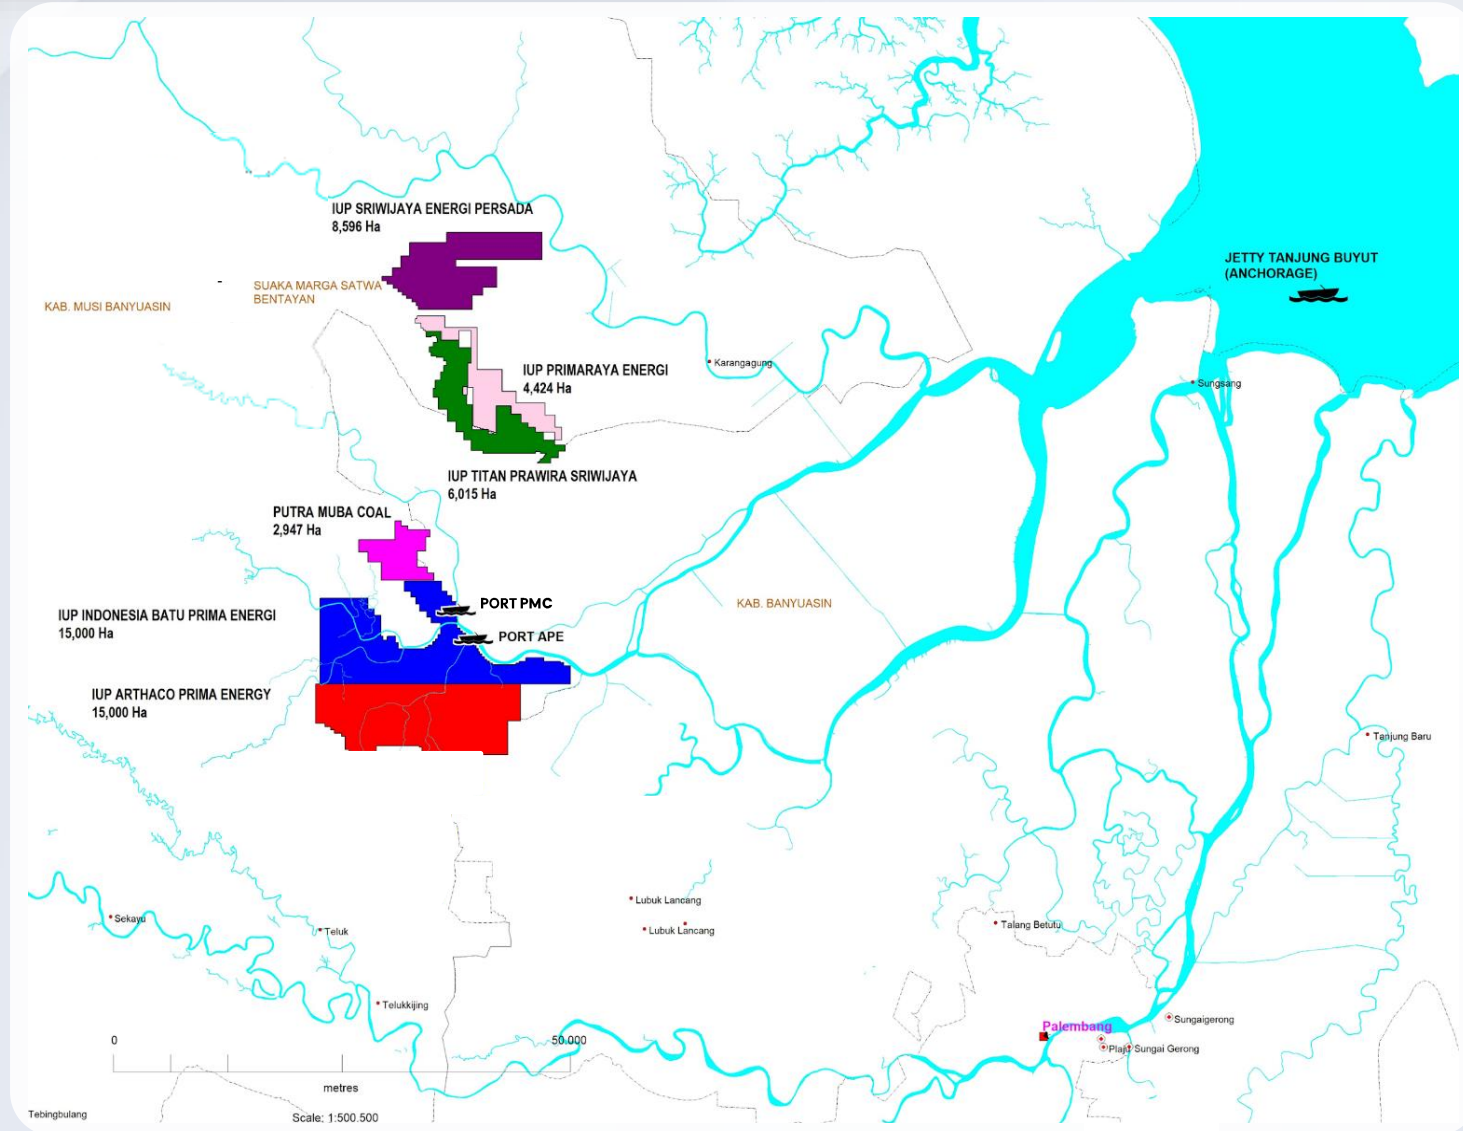 IUP SRIWIJAYA ENERGI PERSADA
8,596 Ha
JETTY TANJUNG BUYUT
(ANCHORAGE)
SUAKA MARGA SATWA
BENTAYAN
KAB. MUSI BANYUASIN
Karangagung
IUP PRIMARAYA ENERGI
4,424 Ha
Sungsang
IUP TITAN PRAWIRA SRIWIJAYA
6,015 Ha
PUTRA MUBA COAL
2,947 Ha
PORT PMC
KAB. BANYUASIN
IUP INDONESIA BATU PRIMA ENERGI
15,000 Ha
PORT APE
IUP ARTHACO PRIMA ENERGY
15,000 Ha
Tanjung Baru
Lubuk Lancang
Sekayu
Teluk
Lubuk Lancang
Talang Betutu
Telukkijing
Sungaigerong
Palembang
Plaju
Sungai Gerong
0
50.000
metres
Scale: 1:500.500
Tebingbulang